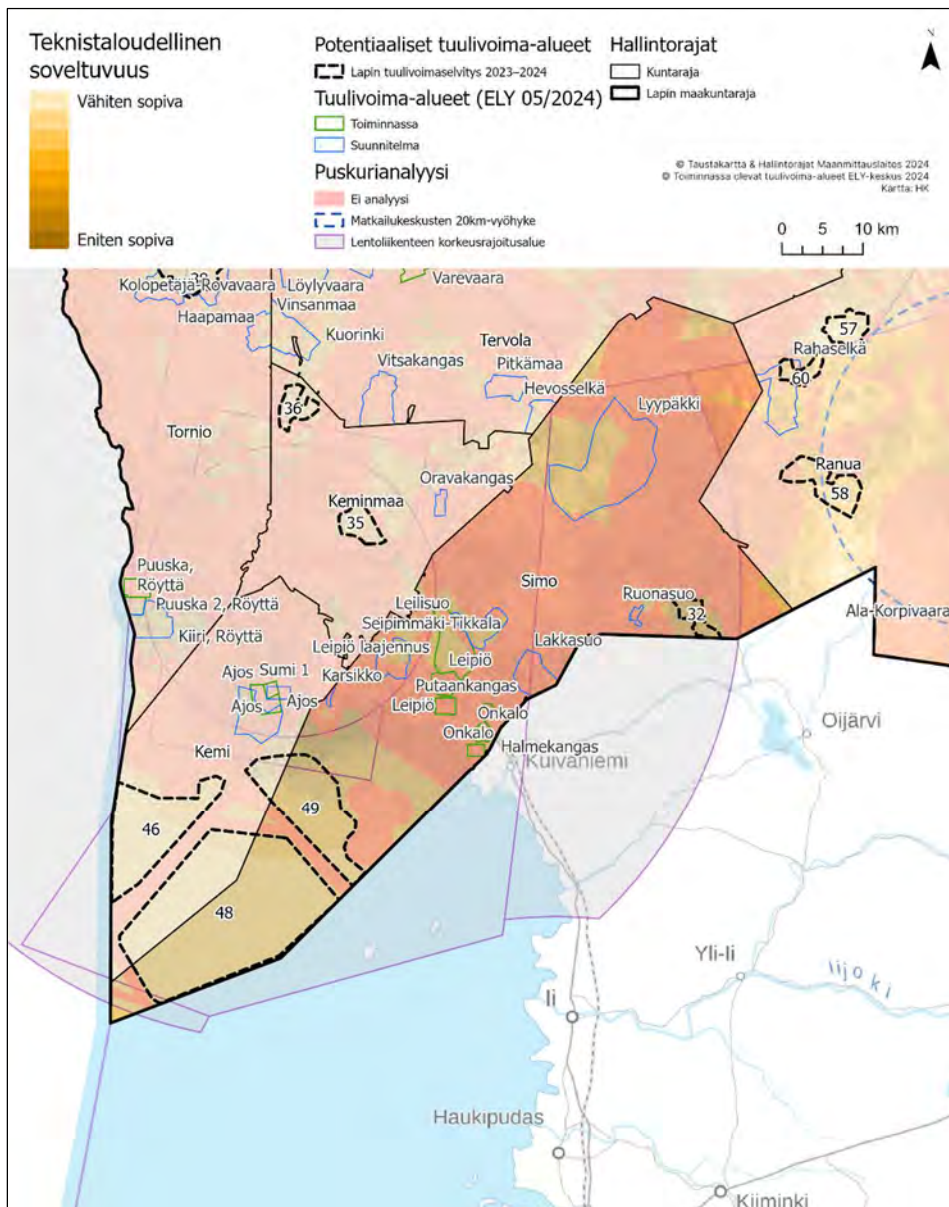 Teknistaloudellinen
soveltuvuus
Vähiten sopiva
Eniten sopiva
Potentiaaliset tuulivoima-alueet
Lapin tuulivoimaselvitys 2023–2024
Tuulivoima-alueet (ELY 05/2024)
Toiminnassa
Suunnitelma
Puskurianalyysi
Ei analyysi
Matkailukeskusten 20km-vyöhyke
Lentoliikenteen korkeusrajoitusalue
Hallintorajat
Kuntaraja
Lapin maakuntaraja
N
© Taustakartta & Hallintorajat Maanmittauslaitos 2024
© Toiminnassa olevat tuulivoima-alueet ELY-keskus 2024
Kartta: HK
0 5 10 km
Varevaara
Kolopetäjä-Rovavaara
Löylyvaara
Haapamaa
Vinsanmaa
Kuorinki
Tervola
57
Rahaselkä
Vitsakangas
Pitkämaa
60
Hevosselkä
36
Lyypäkki
Tornio
Ranua
Oravakangas
58
Keminmaa
35
Puuska,
Röyttä
Simo
Ruonasuo
Puuska 2, Röyttä
Leilisuo
32
Ala-Korpivaara
Seipimmäki-Tikkala
Kiiri, Röyttä
Leipiö laajennus
Lakkasuo
Leipiö
Ajos
Sumi 1
Karsikko
Putaankangas
Ajos
Ajos
Leipiö
Onkalo
Oijärvi
Onkalo
Kemi
Halmekangas
Kuivaniemi
49
46
48
Yli-Ii
Iijoki
Ii
Haukipudas
Kiiminki